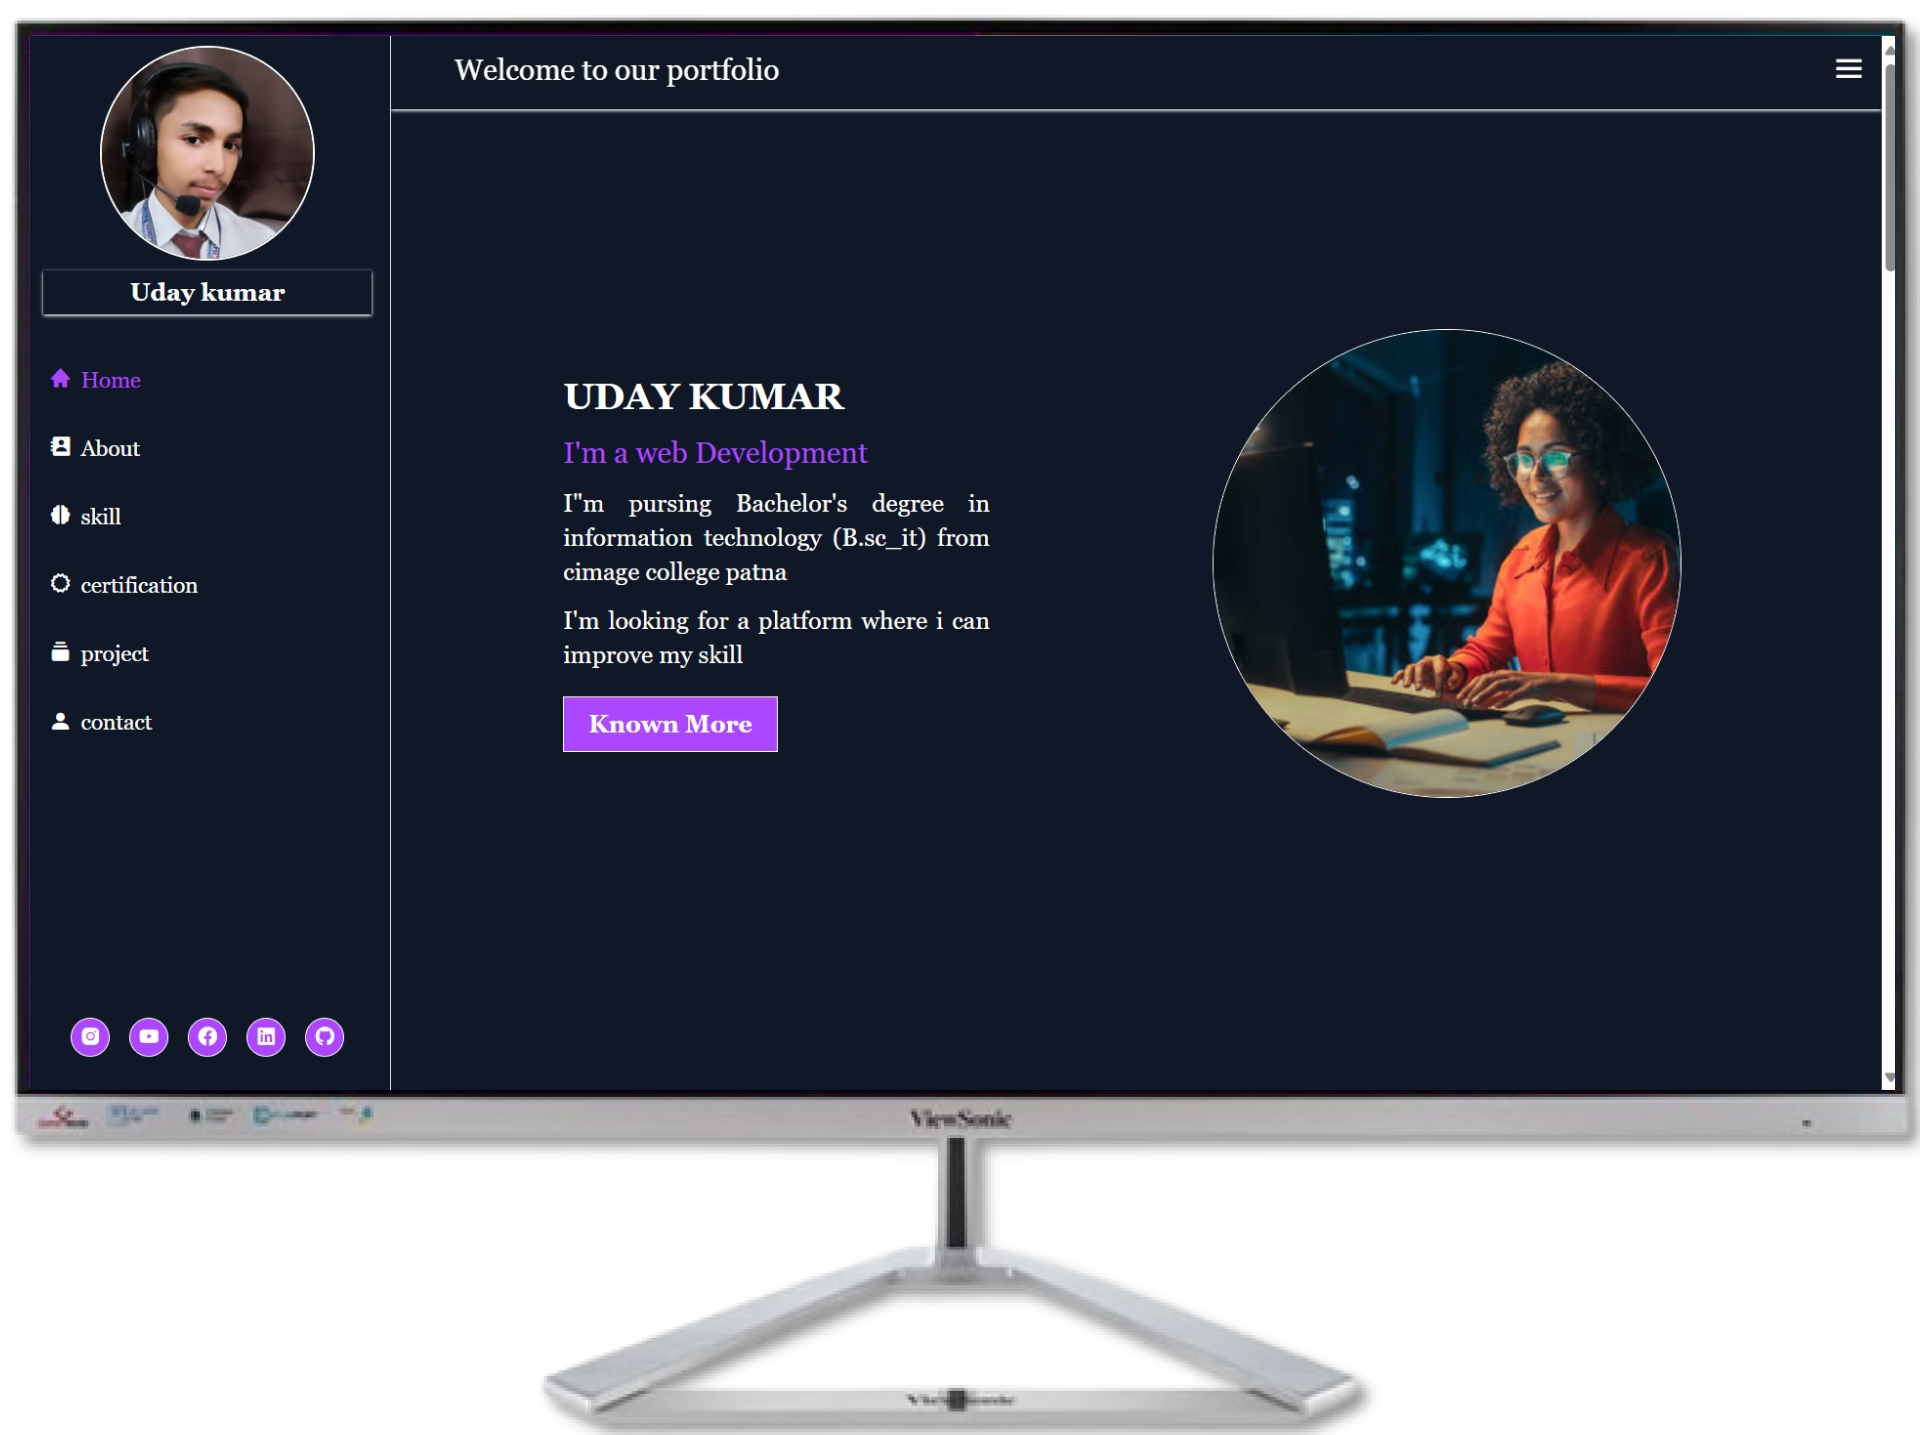 Welcome to our portfolio
Uday kumar
Home
About
skill
certification
project
contact
UDAY KUMAR
I'm a web Development
I"m pursing Bachelor's degree in
information technology (B.sc_it) from
cimage college patna
I'm looking for a platform where i can
improve my skill
Known More
in
ViewSonic